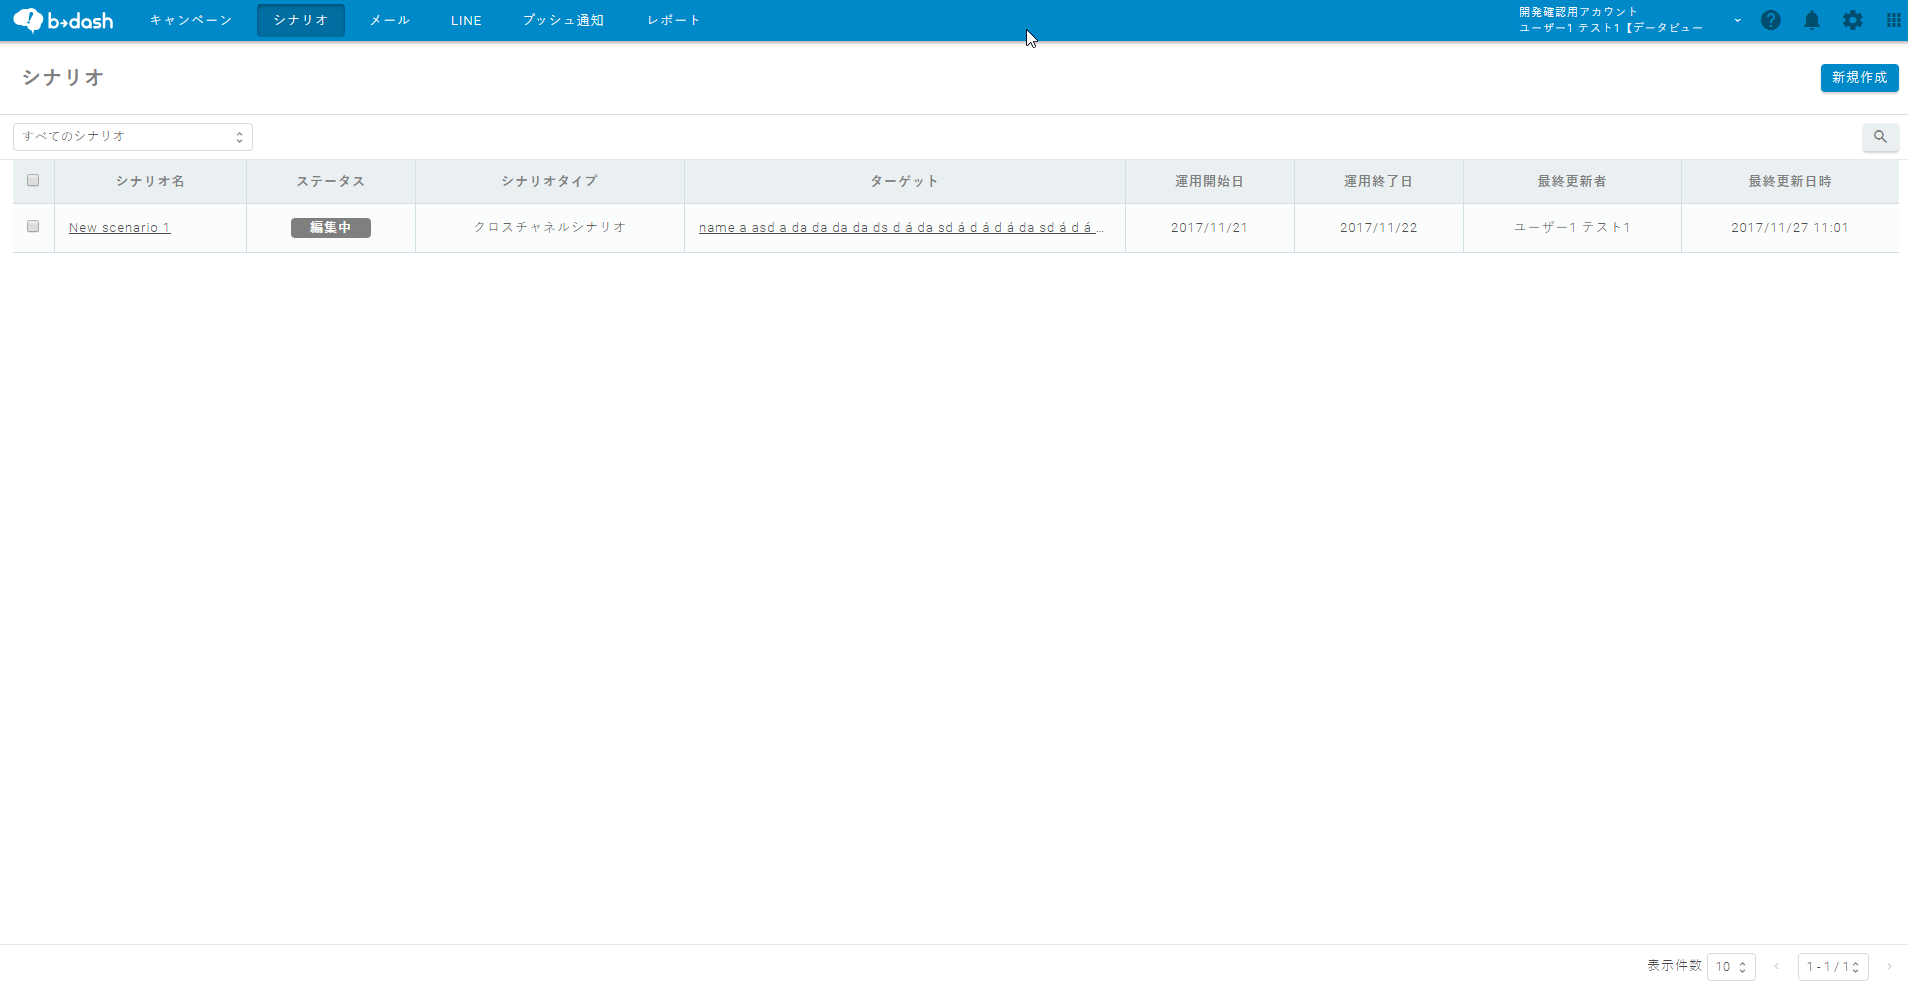 b→dash キャンペーン シナリオ メール LINE プッシュ通知 レポート 開発確認用アカウント
ユーザー1 テスト1【データビュー
シナリオ
新規作成
すべてのシナリオ
シナリオ名 ステータス シナリオタイプ ターゲット 運用開始日 運用終了日 最終更新者 最終更新日時
New scenario 1 編集中 クロスチャネルシナリオ name a asd a da da da da ds d á da sd á d á d á da sd á d á ... 2017/11/21 2017/11/22 ユーザー1 テスト1 2017/11/27 11:01
表示件数 10 1 - 1 / 1